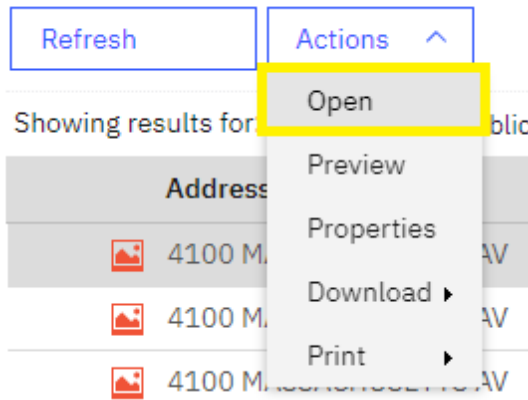 Refresh
Actions
Open
Showing results for:
Preview
Address
Properties
4100 AV
Download
4100 AV
Print
4100 AV